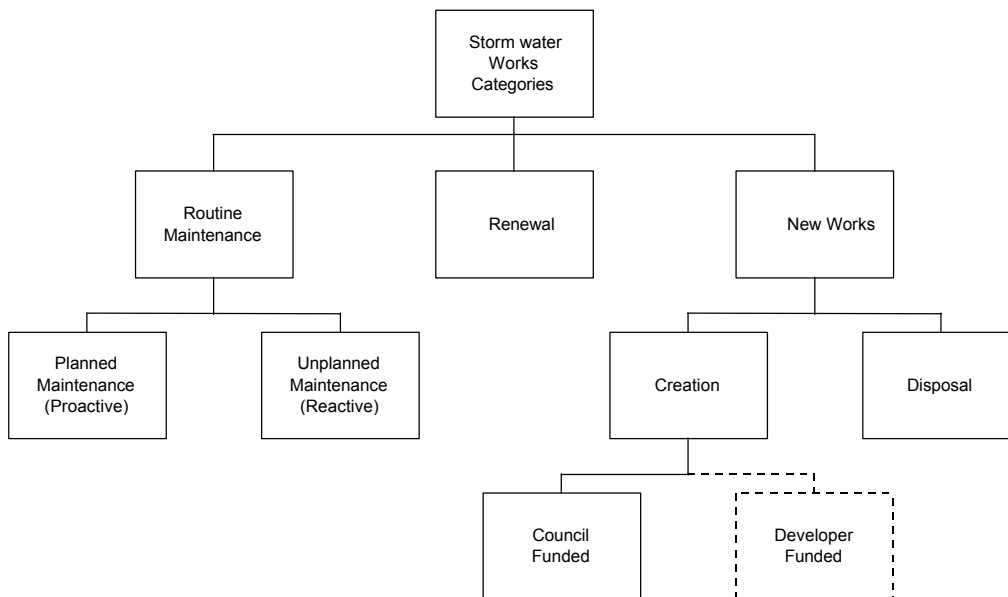 Storm water
Works
Categories
Routine
Maintenance
Renewal
New Works
Planned
Maintenance
(Proactive)
Unplanned
Maintenance
(Reactive)
Creation
Disposal
Council
Funded
Developer
Funded